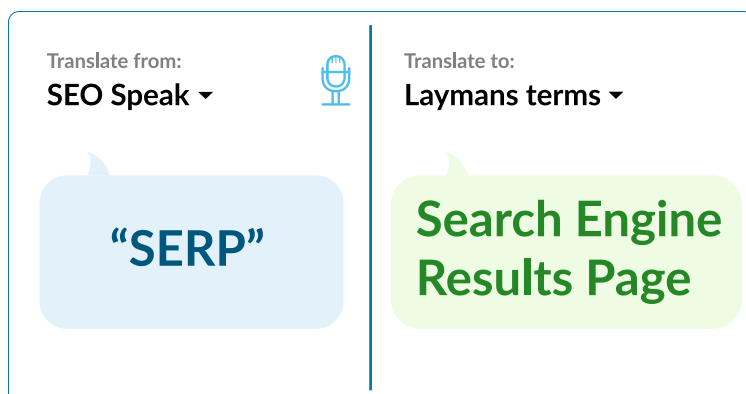 Translate from:
SEO Speak
“SERP”
Translate to:
Laymans terms
Search Engine
Results Page